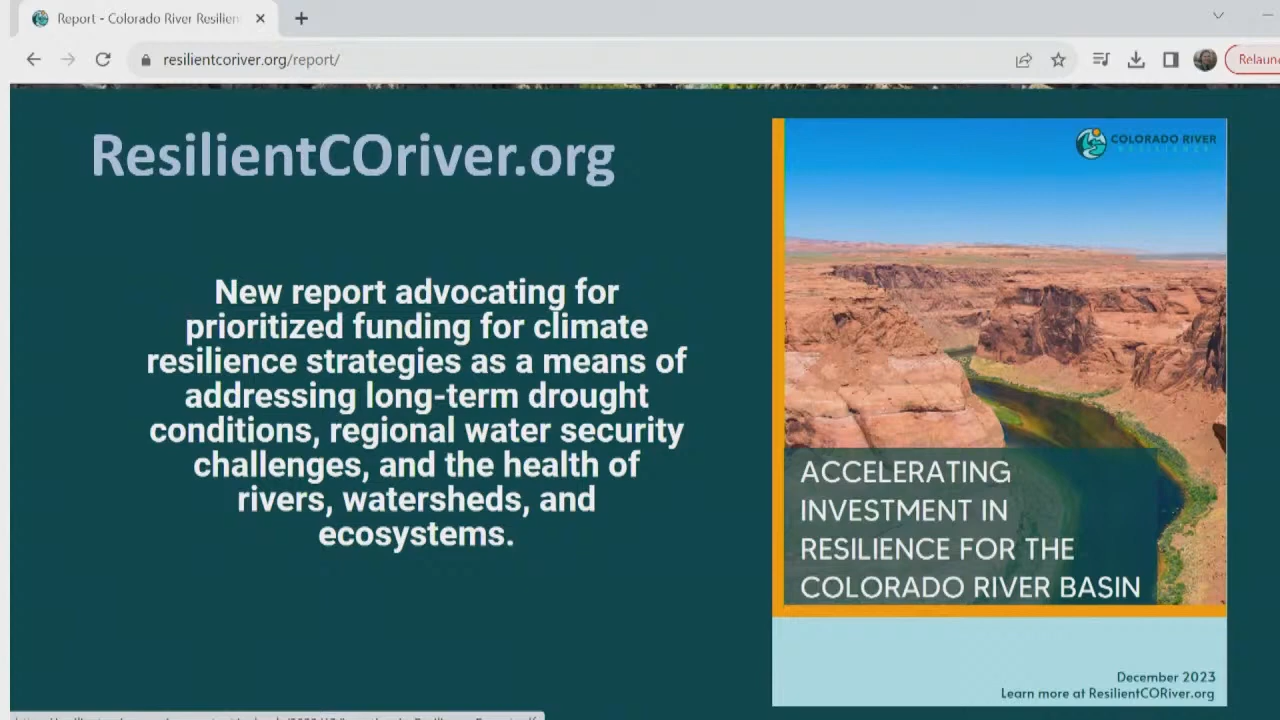 Report - Colorado River Resilien
resilientcoriver.org/report/
Relaun
ResilientCOriver.org
New report advocating for
prioritized funding for climate
resilience strategies as a means of
addressing long-term drought
conditions, regional water security
challenges, and the health of
rivers, watersheds, and
ecosystems.
COLORADO RIVER
ACCELERATING
INVESTMENT IN
RESILIENCE FOR THE
COLORADO RIVER BASIN
December 2023
Learn more at ResilientCORiver.org